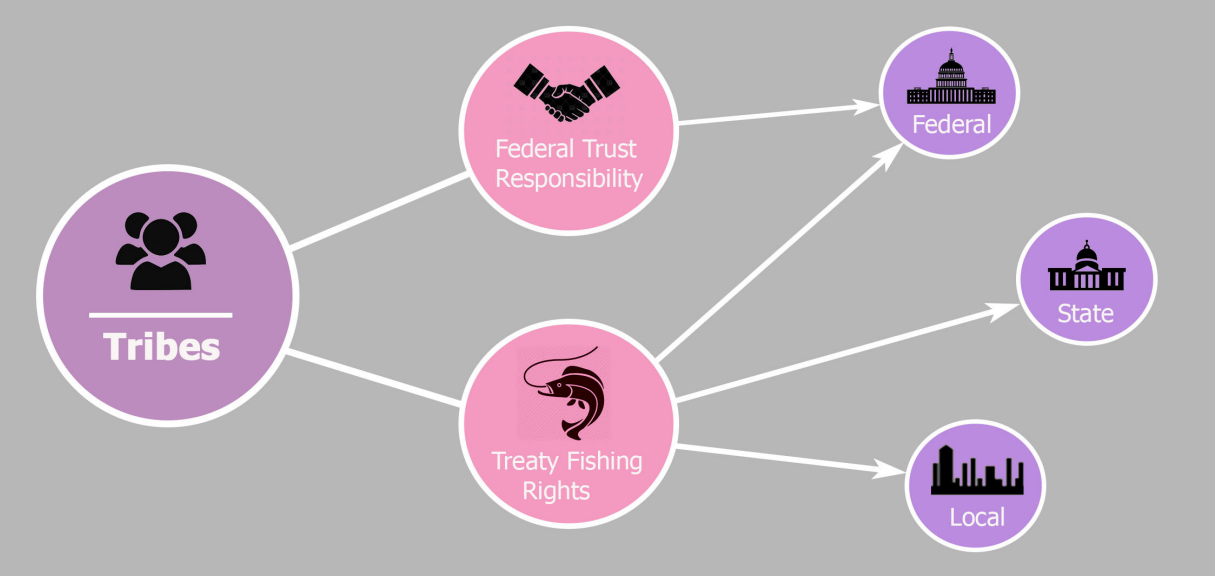 Tribes
Federal Trust
Responsibility
Treaty Fishing
Rights
Federal
State
Local